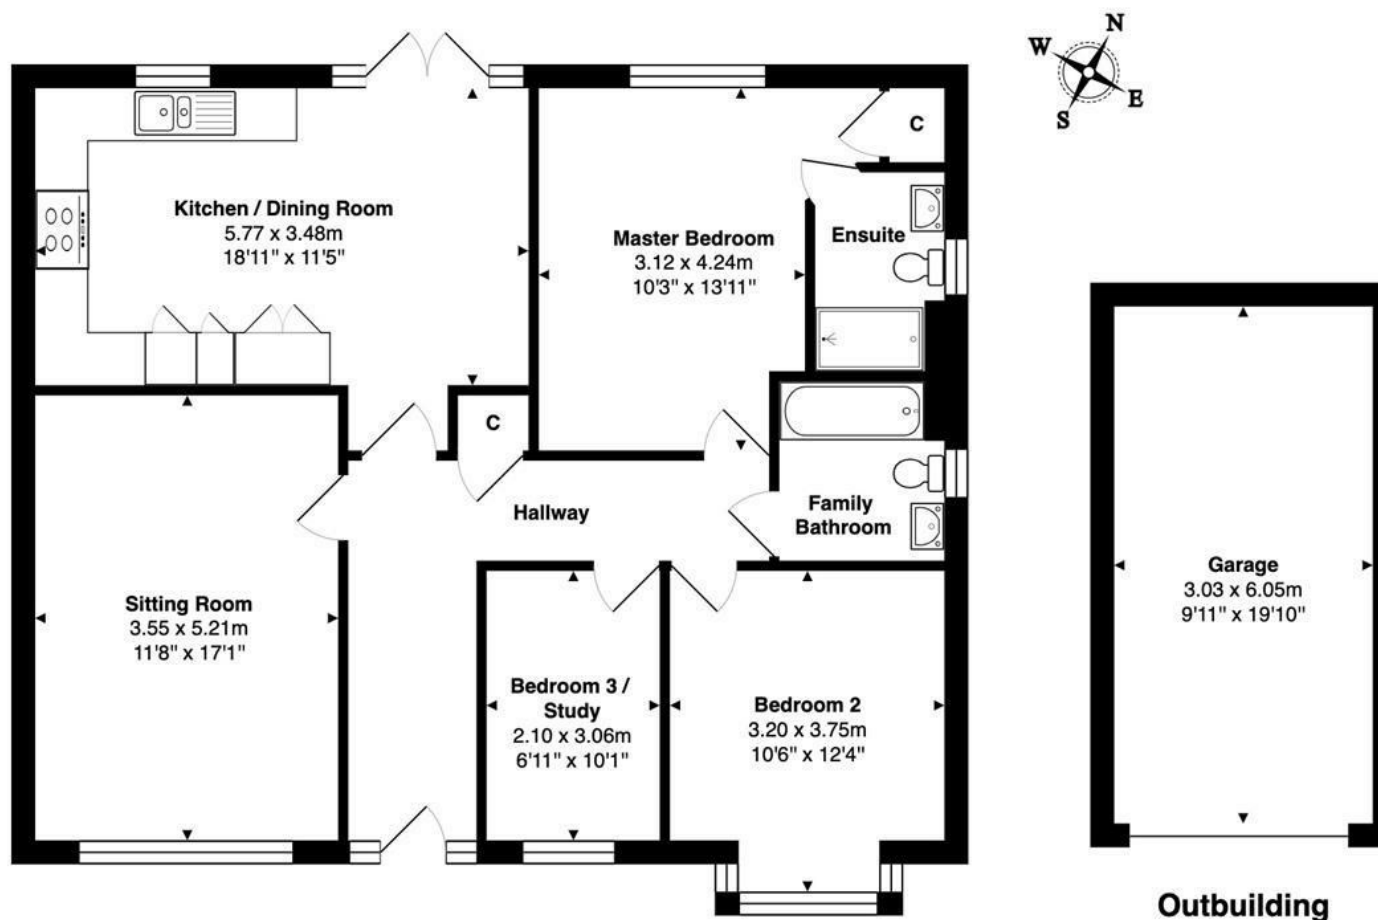 N
W
E
S
C
Kitchen / Dining Room
5.77 x 3.48m
18'11" x 11'5"
Master Bedroom
3.12 x 4.24m
10'3" x 13'11"
Ensuite
C
Hallway
Family
Bathroom
Sitting Room
3.55 x 5.21m
11'8" x 17'1"
Bedroom 3 /
Study
2.10 x 3.06m
6'11" x 10'1"
Bedroom 2
3.20 x 3.75m
10'6" x 12'4"
Garage
3.03 x 6.05m
9'11" x 19'10"
Outbuilding